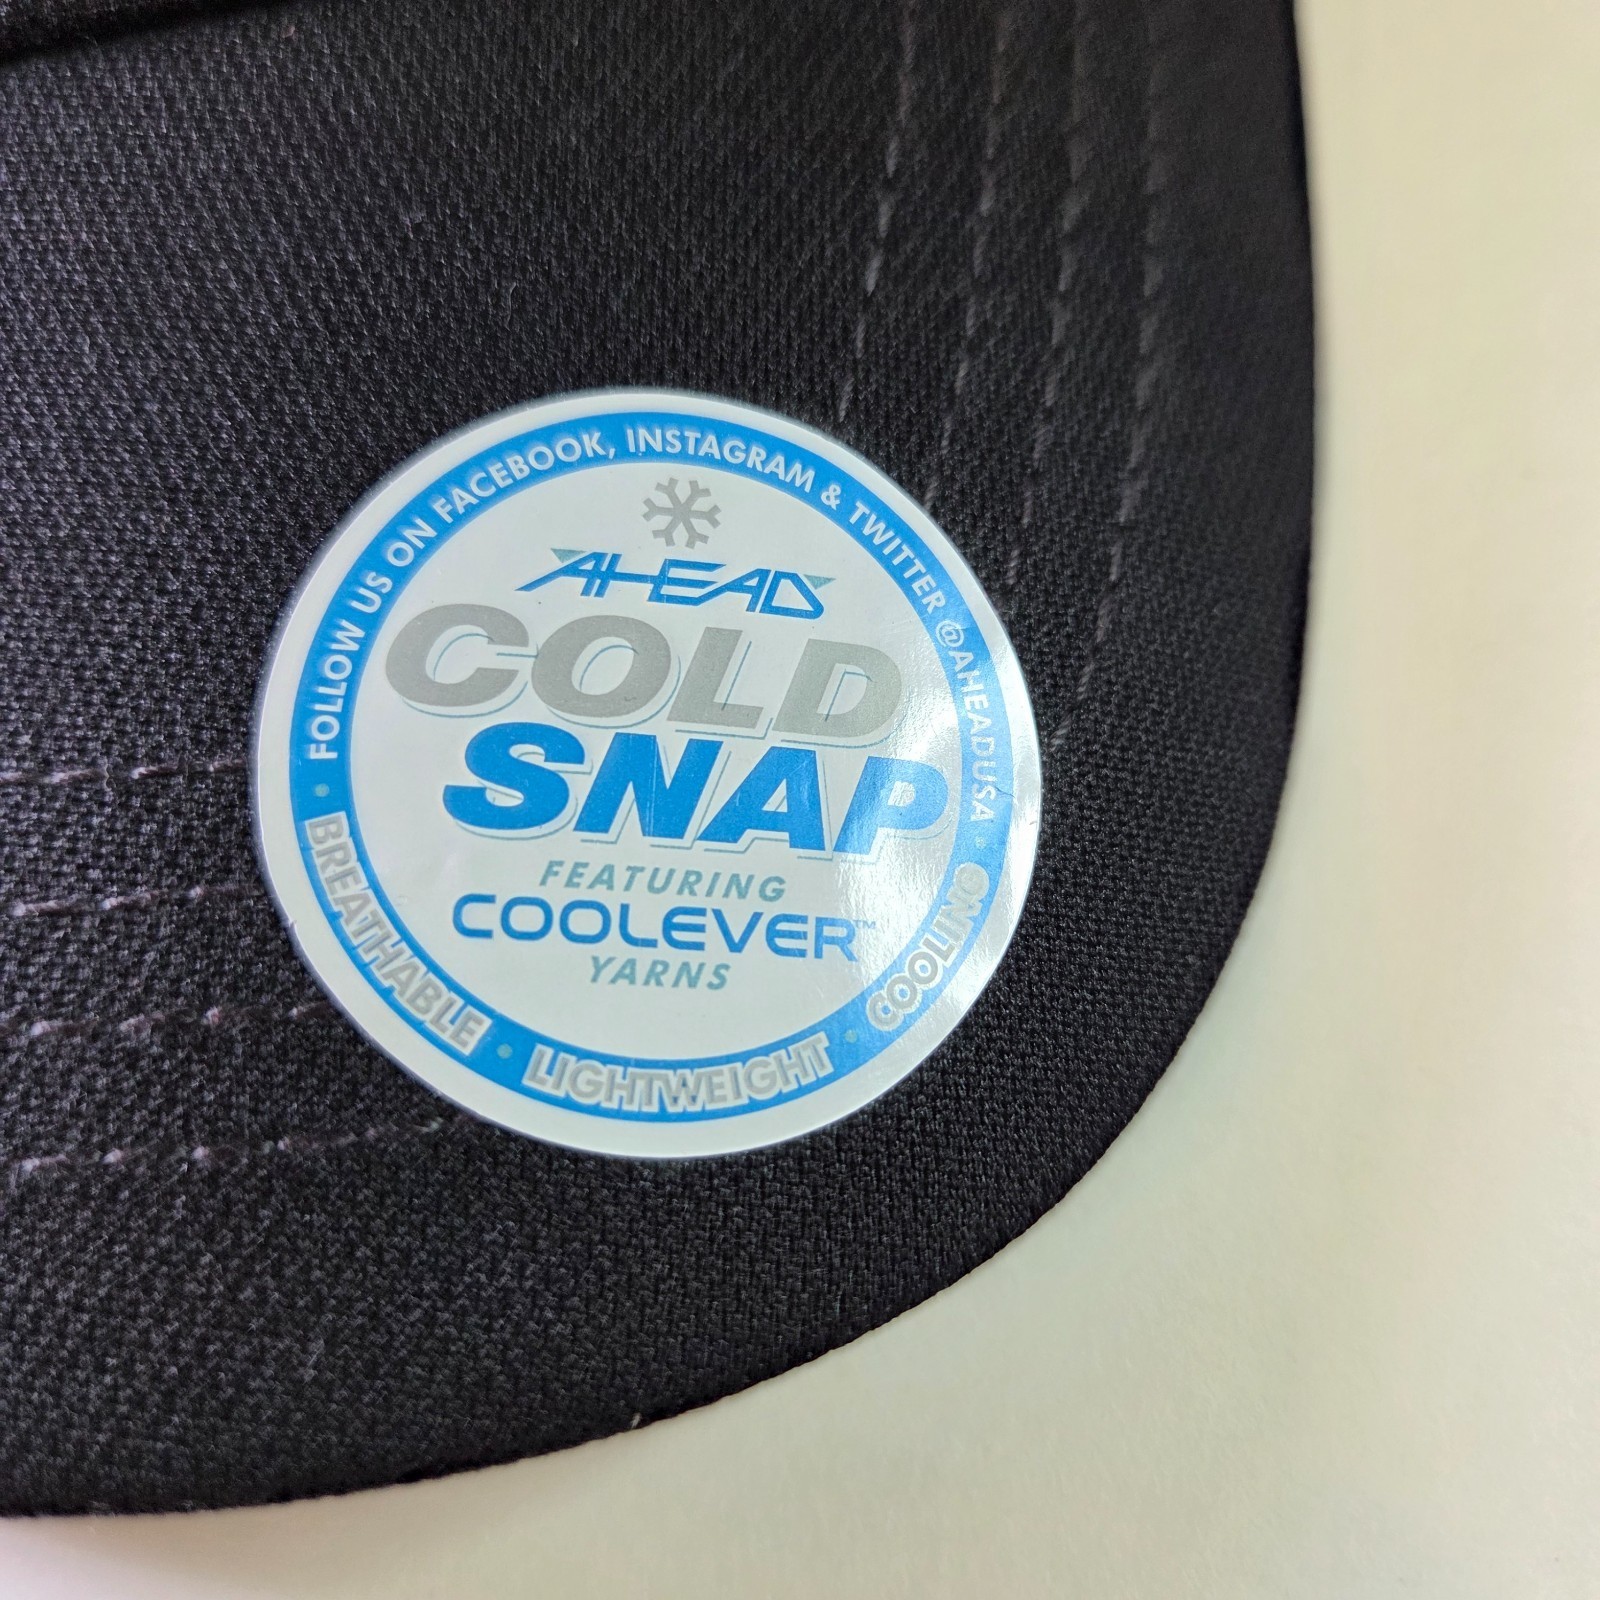 FOLLOW US ON FACEBOOK, INSTAGRAM & TWITTER @AHEADUSA
AHEAD
COLD
SNAP
FEATURING
COOLEVER™
YARNS
BREATHABLE • LIGHTWEIGHT • COOLING